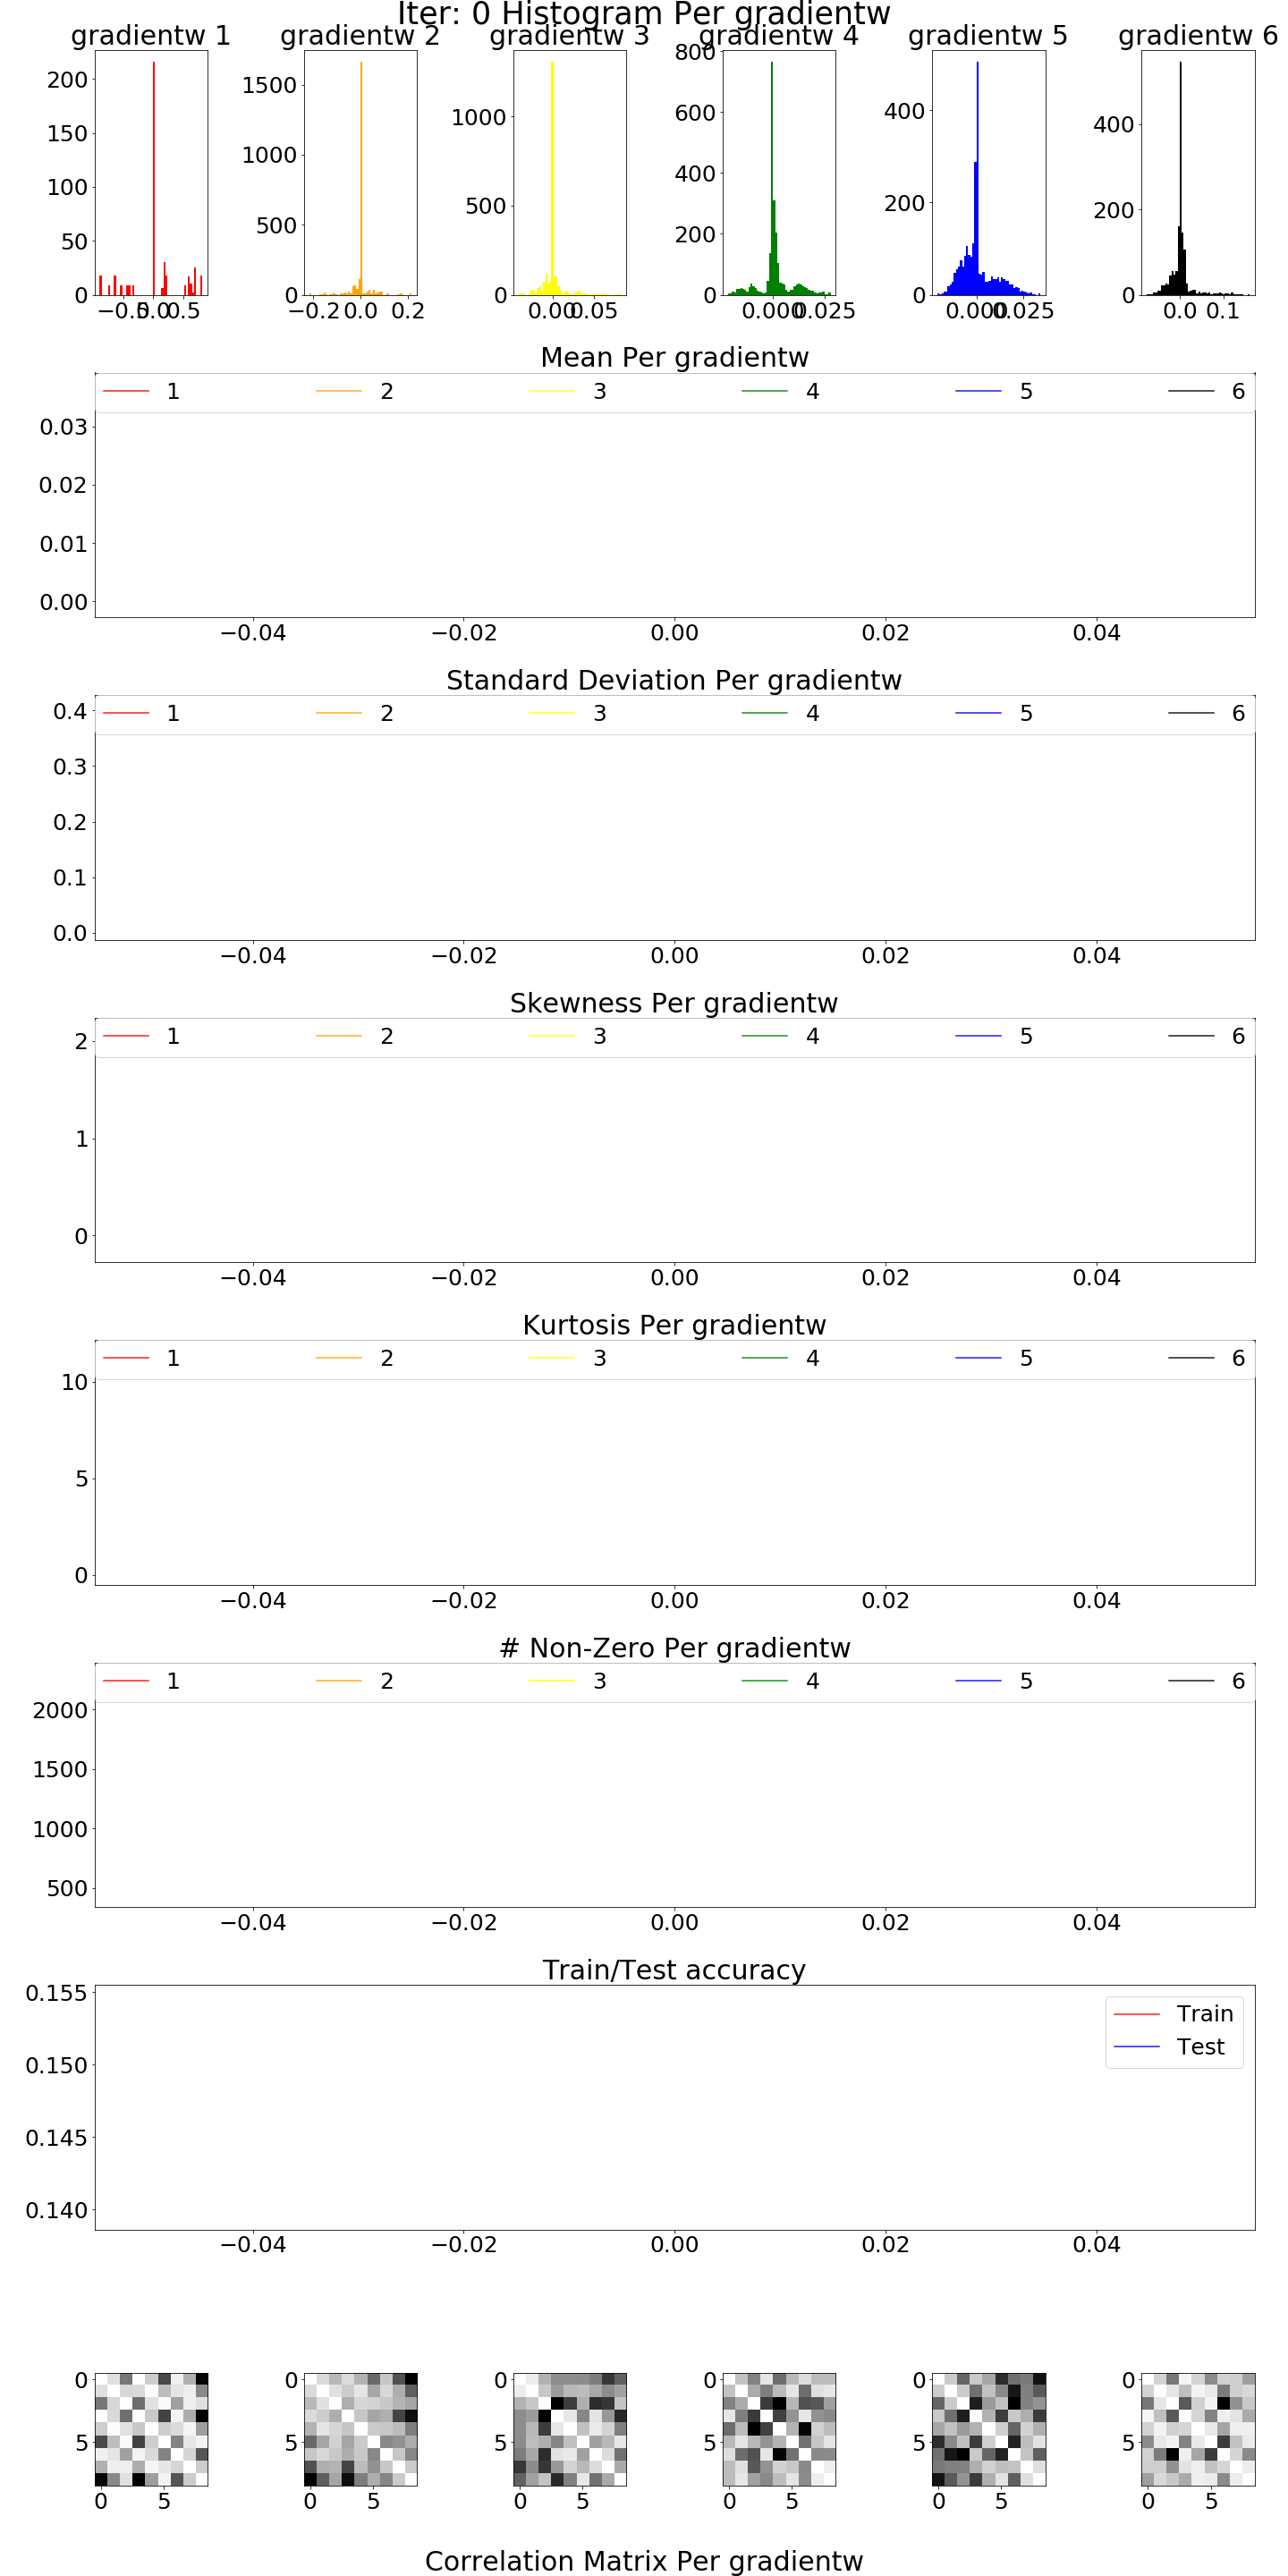 Iter: 0 Histogram Per gradientw
gradientw 1 gradientw 2 gradientw 3 gradientw 4 gradientw 5 gradientw 6
200
150
100
50
0
−0.5 0.0 0.5
1500
1000
500
0
−0.2 0.0 0.2
1000
500
0
0.00 0.05
800
600
400
200
0
0.000 0.025
400
200
0
0.000 0.025
400
200
0
0.0 0.1
Mean Per gradientw
1 2 3 4 5 6
0.03
0.02
0.01
0.00
−0.04 −0.02 0.00 0.02 0.04
Standard Deviation Per gradientw
1 2 3 4 5 6
0.4
0.3
0.2
0.1
0.0
−0.04 −0.02 0.00 0.02 0.04
Skewness Per gradientw
1 2 3 4 5 6
2
1
0
−0.04 −0.02 0.00 0.02 0.04
Kurtosis Per gradientw
1 2 3 4 5 6
10
5
0
−0.04 −0.02 0.00 0.02 0.04
# Non-Zero Per gradientw
1 2 3 4 5 6
2000
1500
1000
500
−0.04 −0.02 0.00 0.02 0.04
Train/Test accuracy
Train
Test
0.155
0.150
0.145
0.140
−0.04 −0.02 0.00 0.02 0.04
0 0 0 0 0 0
5 5 5 5 5 5
0 5 0 5 0 5 0 5 0 5 0 5
Correlation Matrix Per gradientw